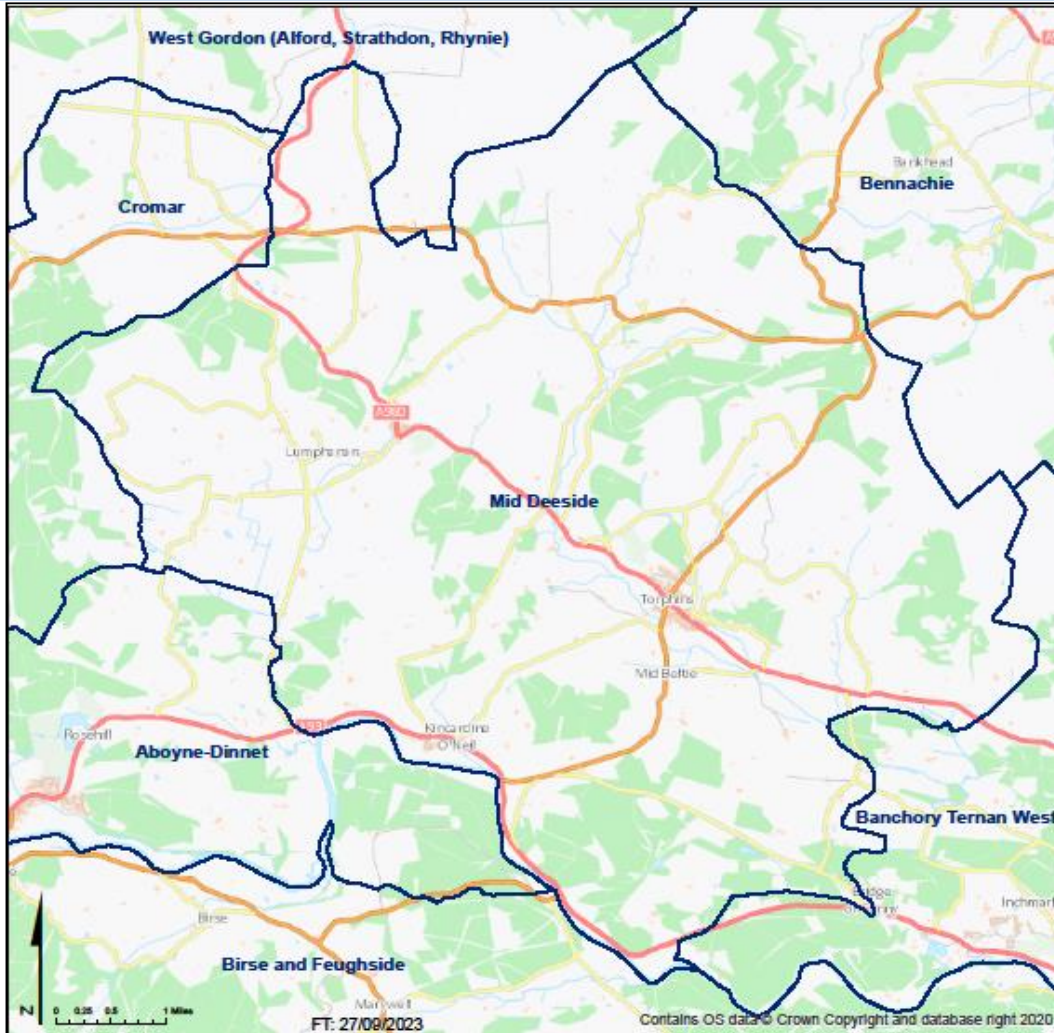 West Gordon (Alford, Strathdon, Rhynie)
Bankhead
Bennachie
Cromar
A980
Lumphanan
Mid Deeside
Torphins
Mid Beltie
A93
Rosehill
Kincardine
O'Neil
Aboyne-Dinnet
Banchory Ternan West
Birse
Birse and Feughside
Marywell
N
0 0.25 0.5 1 Miles
FT: 27/09/2023
Contains OS data © Crown Copyright and database right 2020